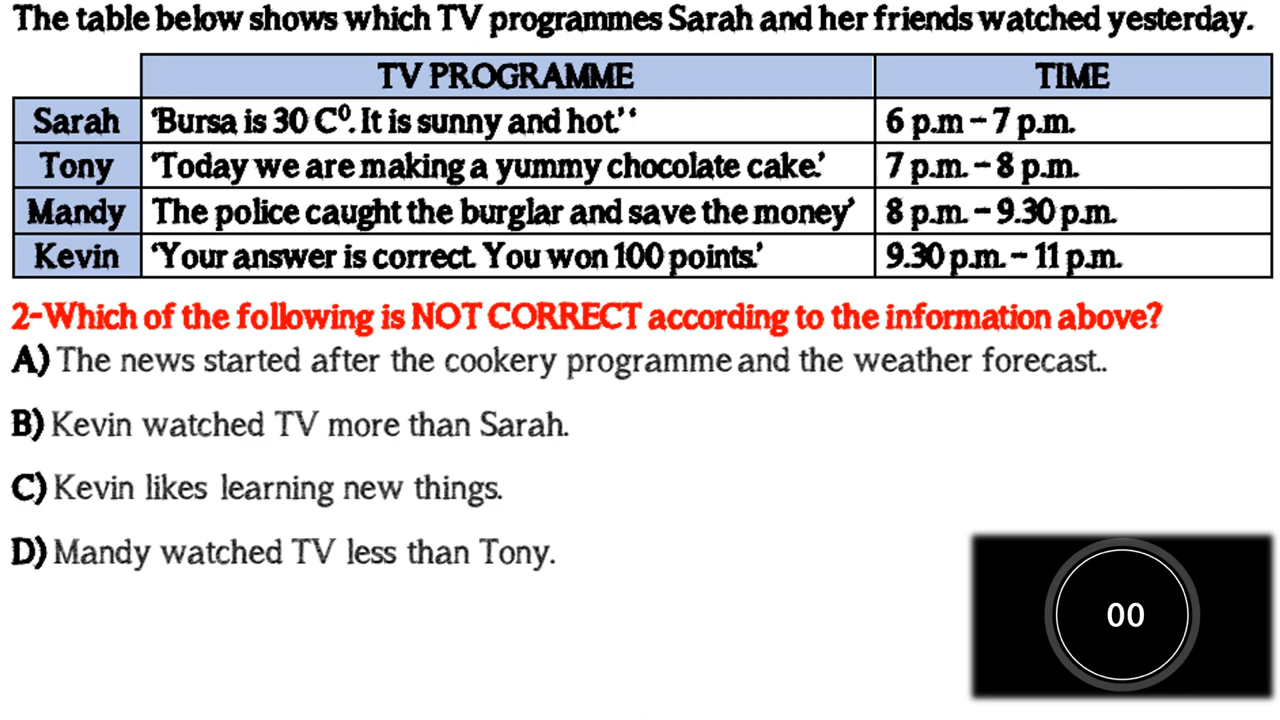 The table below shows which TV programmes Sarah and her friends watched yesterday.
TV PROGRAMME TIME
Sarah 'Bursa is 30 C⁰. It is sunny and hot.'' 6 p.m – 7 p.m.
Tony 'Today we are making a yummy chocolate cake.' 7 p.m. – 8 p.m.
Mandy The police caught the burglar and save the money' 8 p.m. – 9.30 p.m.
Kevin 'Your answer is correct. You won 100 points.' 9.30 p.m. – 11 p.m.
2-Which of the following is NOT CORRECT according to the information above?
A) The news started after the cookery programme and the weather forecast..
B) Kevin watched TV more than Sarah.
C) Kevin likes learning new things.
D) Mandy watched TV less than Tony.
00